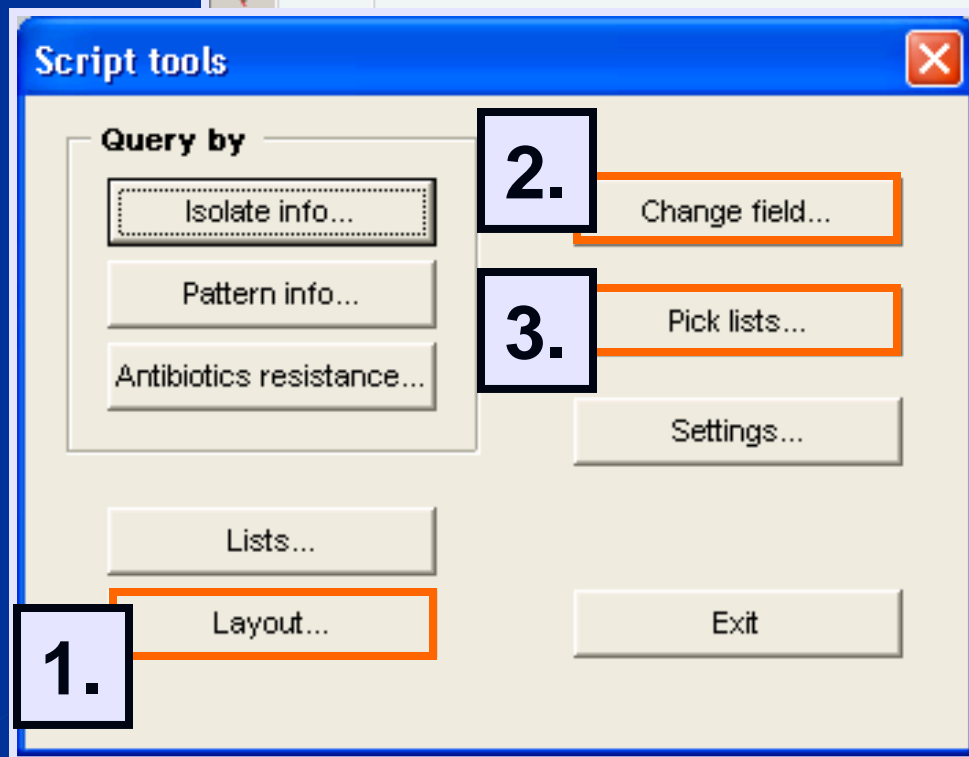 Script tools
Query by
Isolate info...
Pattern info...
Antibiotics resistance...
2.
Change field...
3.
Pick lists...
Settings...
Lists...
1.
Layout...
Exit